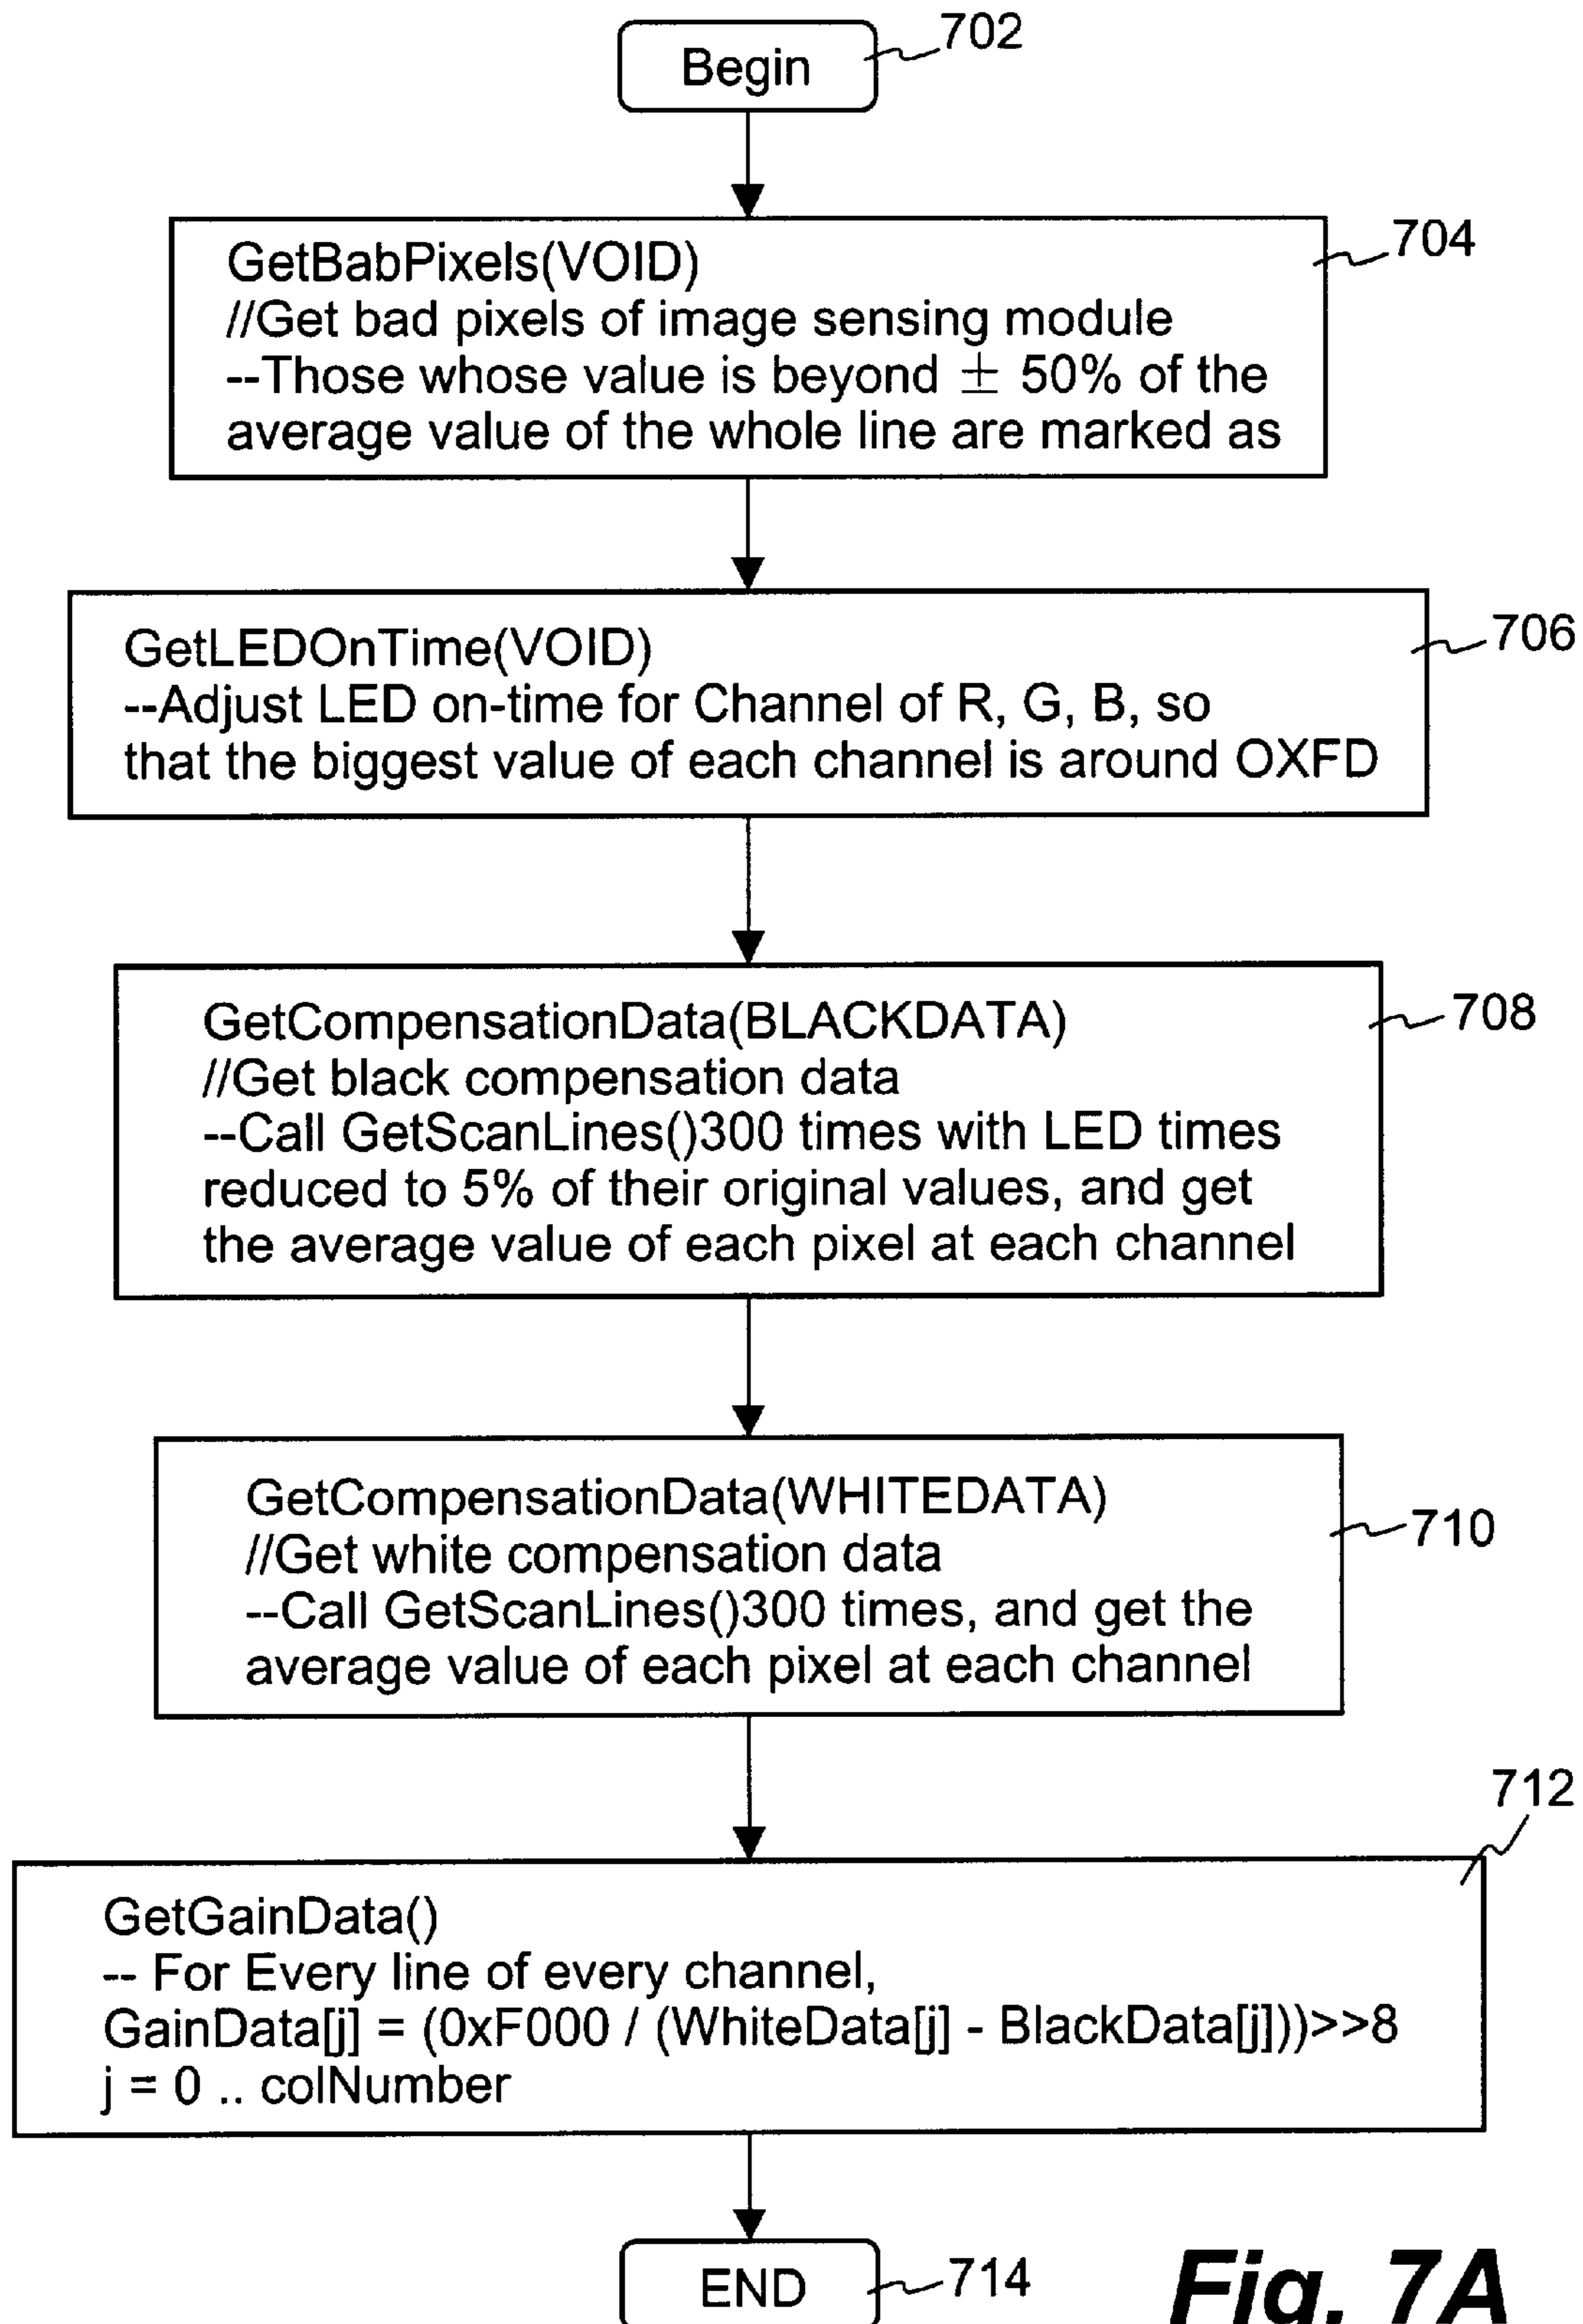 Begin
702
GetBabPixels(VOID)
//Get bad pixels of image sensing module
--Those whose value is beyond ± 50% of the
average value of the whole line are marked as
704
GetLEDOnTime(VOID)
--Adjust LED on-time for Channel of R, G, B, so
that the biggest value of each channel is around OXFD
706
GetCompensationData(BLACKDATA)
//Get black compensation data
--Call GetScanLines()300 times with LED times
reduced to 5% of their original values, and get
the average value of each pixel at each channel
708
GetCompensationData(WHITEDATA)
//Get white compensation data
--Call GetScanLines()300 times, and get the
average value of each pixel at each channel
710
712
GetGainData()
-- For Every line of every channel,
GainData[j] = (0xF000 / (WhiteData[j] - BlackData[j]))>>8
j = 0 .. colNumber
END
714
Fig. 7A